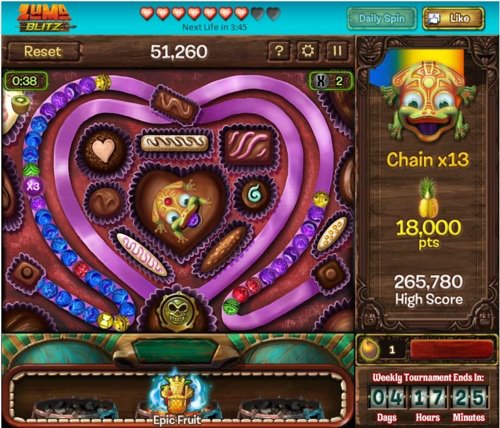 ZUMA
BLITZ
Next Life in 3:45
Daily Spin
Like
Reset
51,260
?
0:38
X 2
X3
Chain x13
18,000
pts
265,780
High Score
1
Epic Fruit
Weekly Tournament Ends In:
04 17 25
Days Hours Minutes